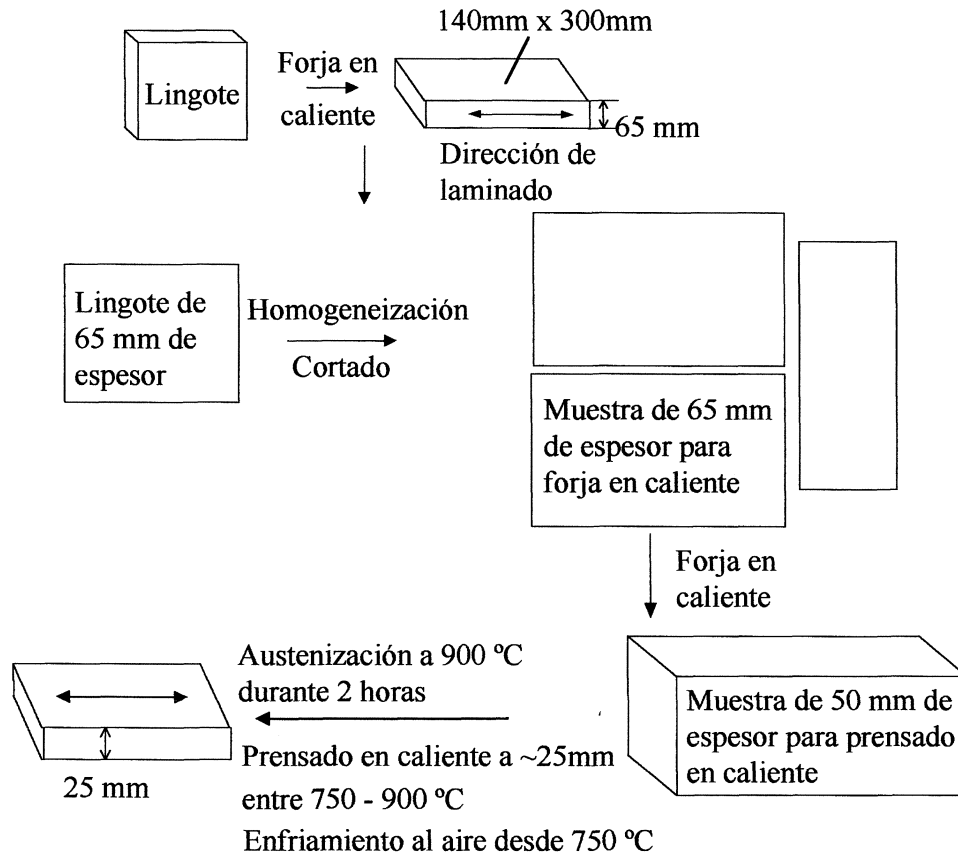 140mm x 300mm
Lingote
Forja en
caliente
65 mm
Dirección de
laminado
Lingote de
65 mm de
espesor
Homogeneización
Cortado
Muestra de 65 mm
de espesor para
forja en caliente
Forja en
caliente
Muestra de 50 mm de
espesor para prensado
en caliente
Austenización a 900 ºC
durante 2 horas
Prensado en caliente a ~25mm
entre 750 - 900 ºC
Enfriamiento al aire desde 750 ºC
25 mm